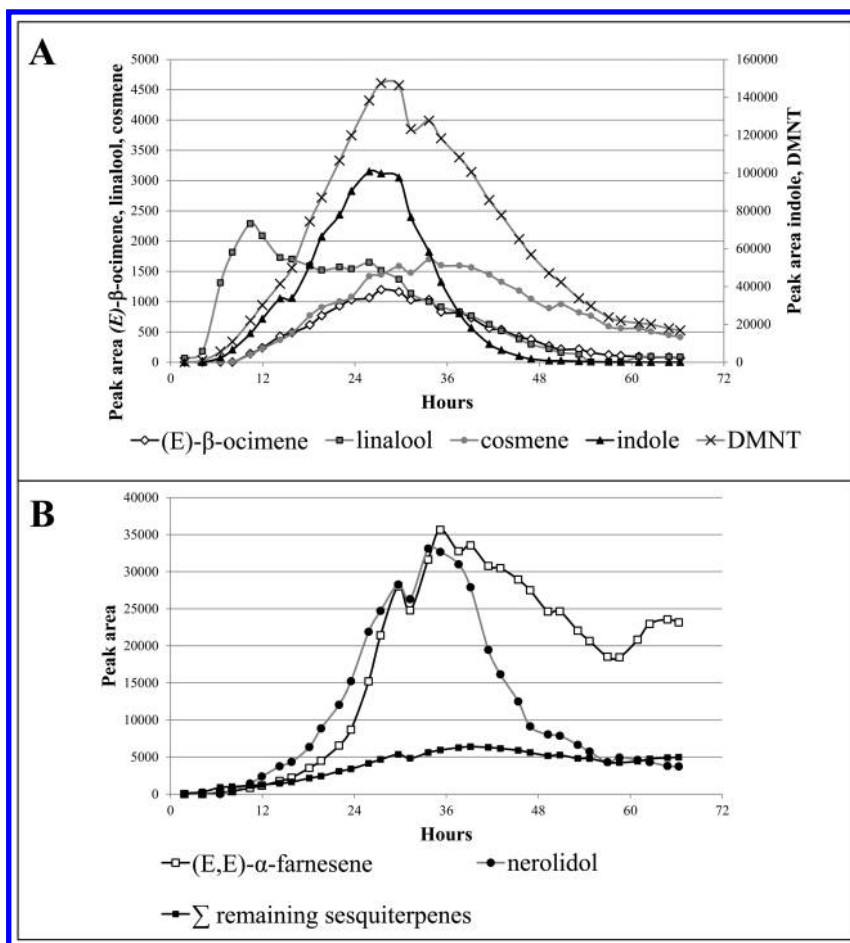 A
Peak area (E)-β-ocimene, linalool, cosmene
5000
4500
4000
3500
3000
2500
2000
1500
1000
500
0
160000
140000
120000
100000
80000
60000
40000
20000
0
Peak area indole, DMNT
0 12 24 36 48 60 72
Hours
(E)-β-ocimene linalool cosmene indole DMNT
B
Peak area
40000
35000
30000
25000
20000
15000
10000
5000
0
0 12 24 36 48 60 72
Hours
(E,E)-α-farnesene nerolidol
∑ remaining sesquiterpenes